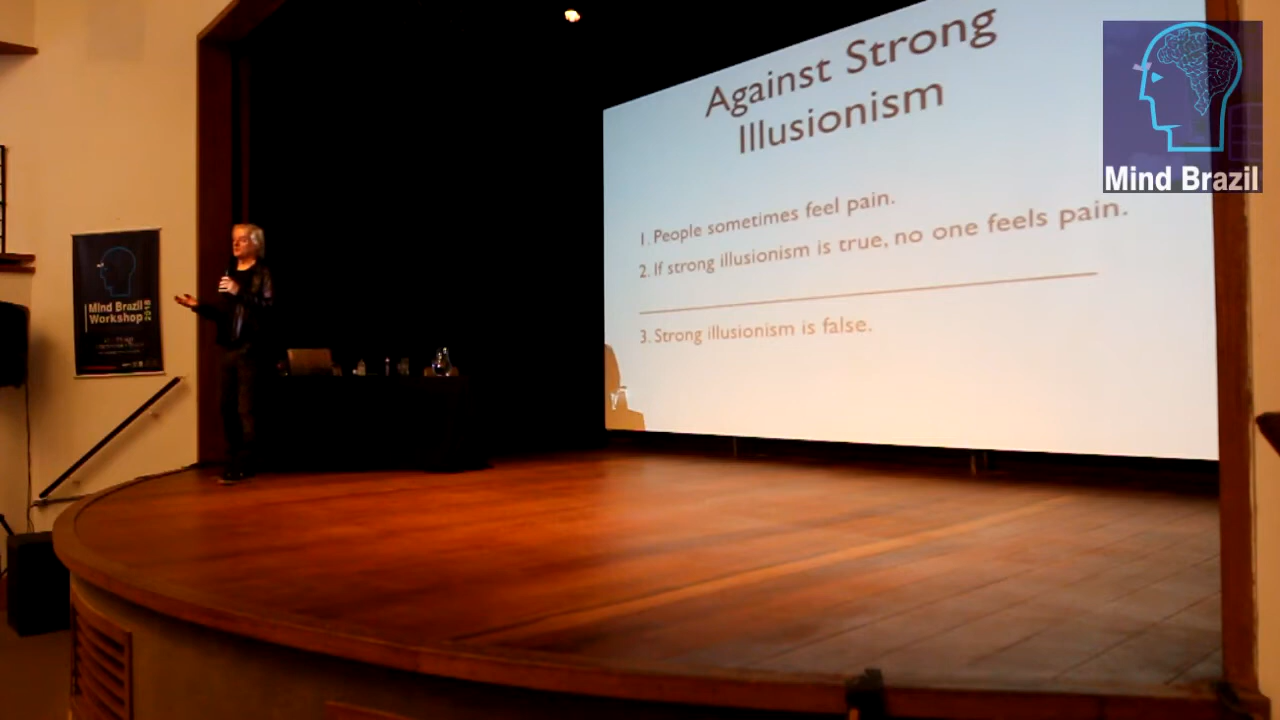 Against Strong
Illusionism
1. People sometimes feel pain.
2. If strong illusionism is true, no one feels pain.
3. Strong illusionism is false.
Mind Brazil
Mind Brazil
Workshop 2018